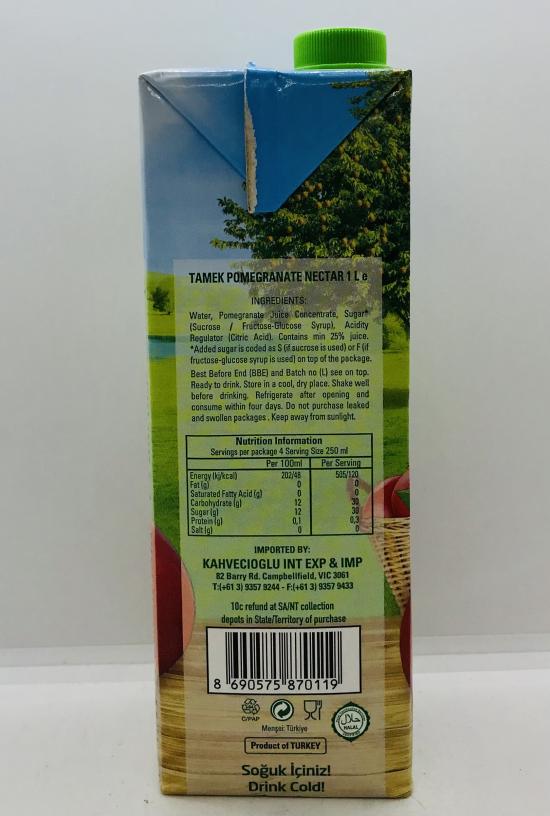 TAMEK POMEGRANATE NECTAR 1 L e
INGREDIENTS:
Water, Pomegranate Juice Concentrate, Sugar*
(Sucrose / Fructose-Glucose Syrup), Acidity
Regulator (Citric Acid). Contains min 25% juice.
*Added sugar is coded as S (if sucrose is used) or F (if
fructose-glucose syrup is used) on top of the package.
Best Before End (BBE) and Batch no (L) see on top.
Ready to drink. Store in a cool, dry place. Shake well
before drinking. Refrigerate after opening and
consume within four days. Do not purchase leaked
and swollen packages. Keep away from sunlight.
Nutrition Information
Servings per package 4 Serving Size 250 ml
Per 100ml Per Serving
Energy (kj/kcal) 202/48 505/120
Fat (g) 0 0
Saturated Fatty Acid (g) 0 0
Carbohydrate (g) 12 30
Sugar (g) 12 30
Protein (g) 0,1 0,3
Salt (g) 0 0
IMPORTED BY:
KAHVECIOGLU INT EXP & IMP
82 Barry Rd. Campbellfield, VIC 3061
T:(+61 3) 9357 9244 - F:(+61 3) 9357 9433
10c refund at SA/NT collection
depots in State/Territory of purchase
8 690575 870119
C/PAP
HALAL
Menşei: Türkiye
Product of TURKEY
Soğuk İçiniz!
Drink Cold!